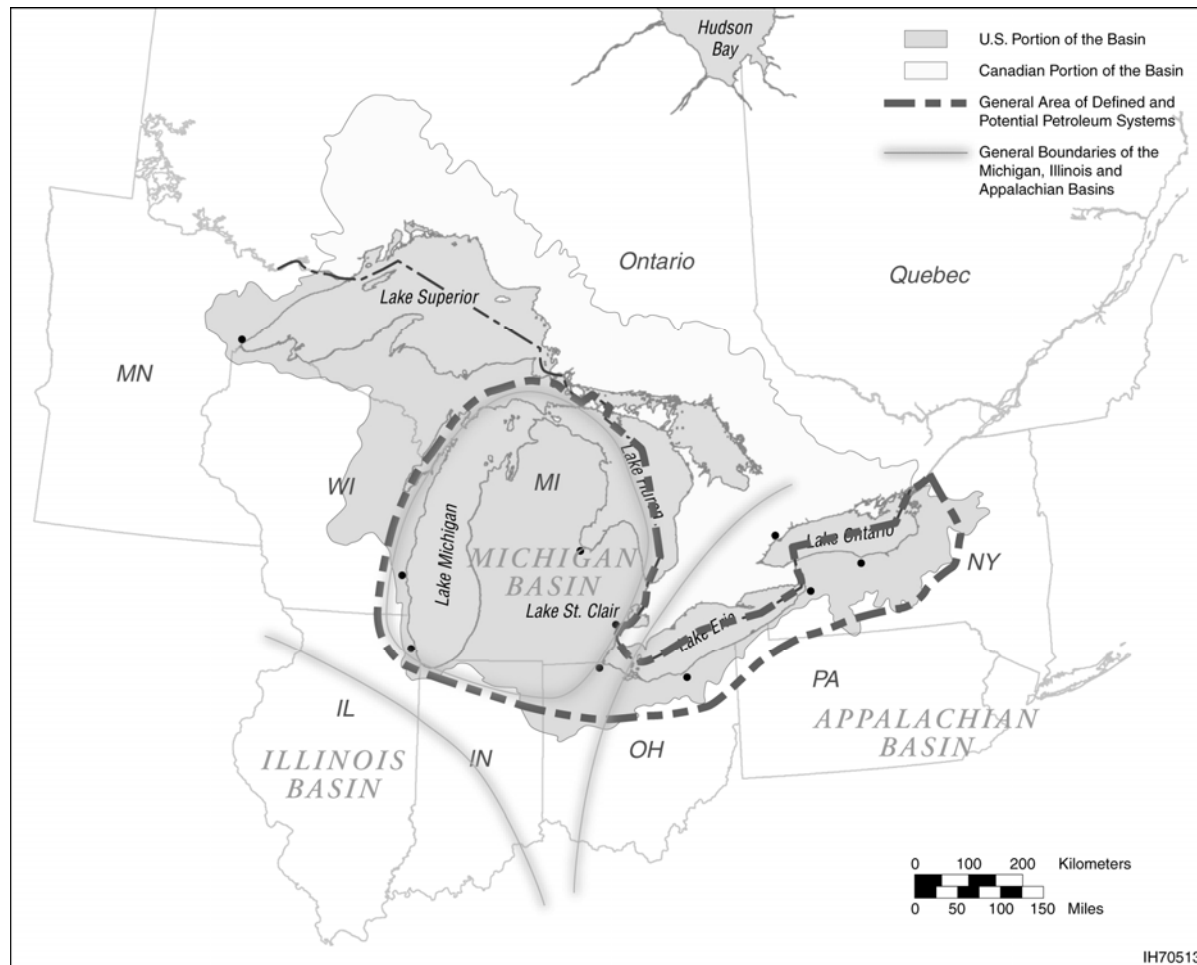 Hudson
Bay
U.S. Portion of the Basin
Canadian Portion of the Basin
General Area of Defined and
Potential Petroleum Systems
General Boundaries of the
Michigan, Illinois and
Appalachian Basins
Ontario
Quebec
Lake Superior
MN
WI
MI
Lake Huron
Lake Michigan
MICHIGAN
BASIN
Lake Ontario
NY
Lake St. Clair
Lake Erie
PA
IL
IN
OH
APPALACHIAN
BASIN
ILLINOIS
BASIN
0 100 200 Kilometers
0 50 100 150 Miles
IH70513